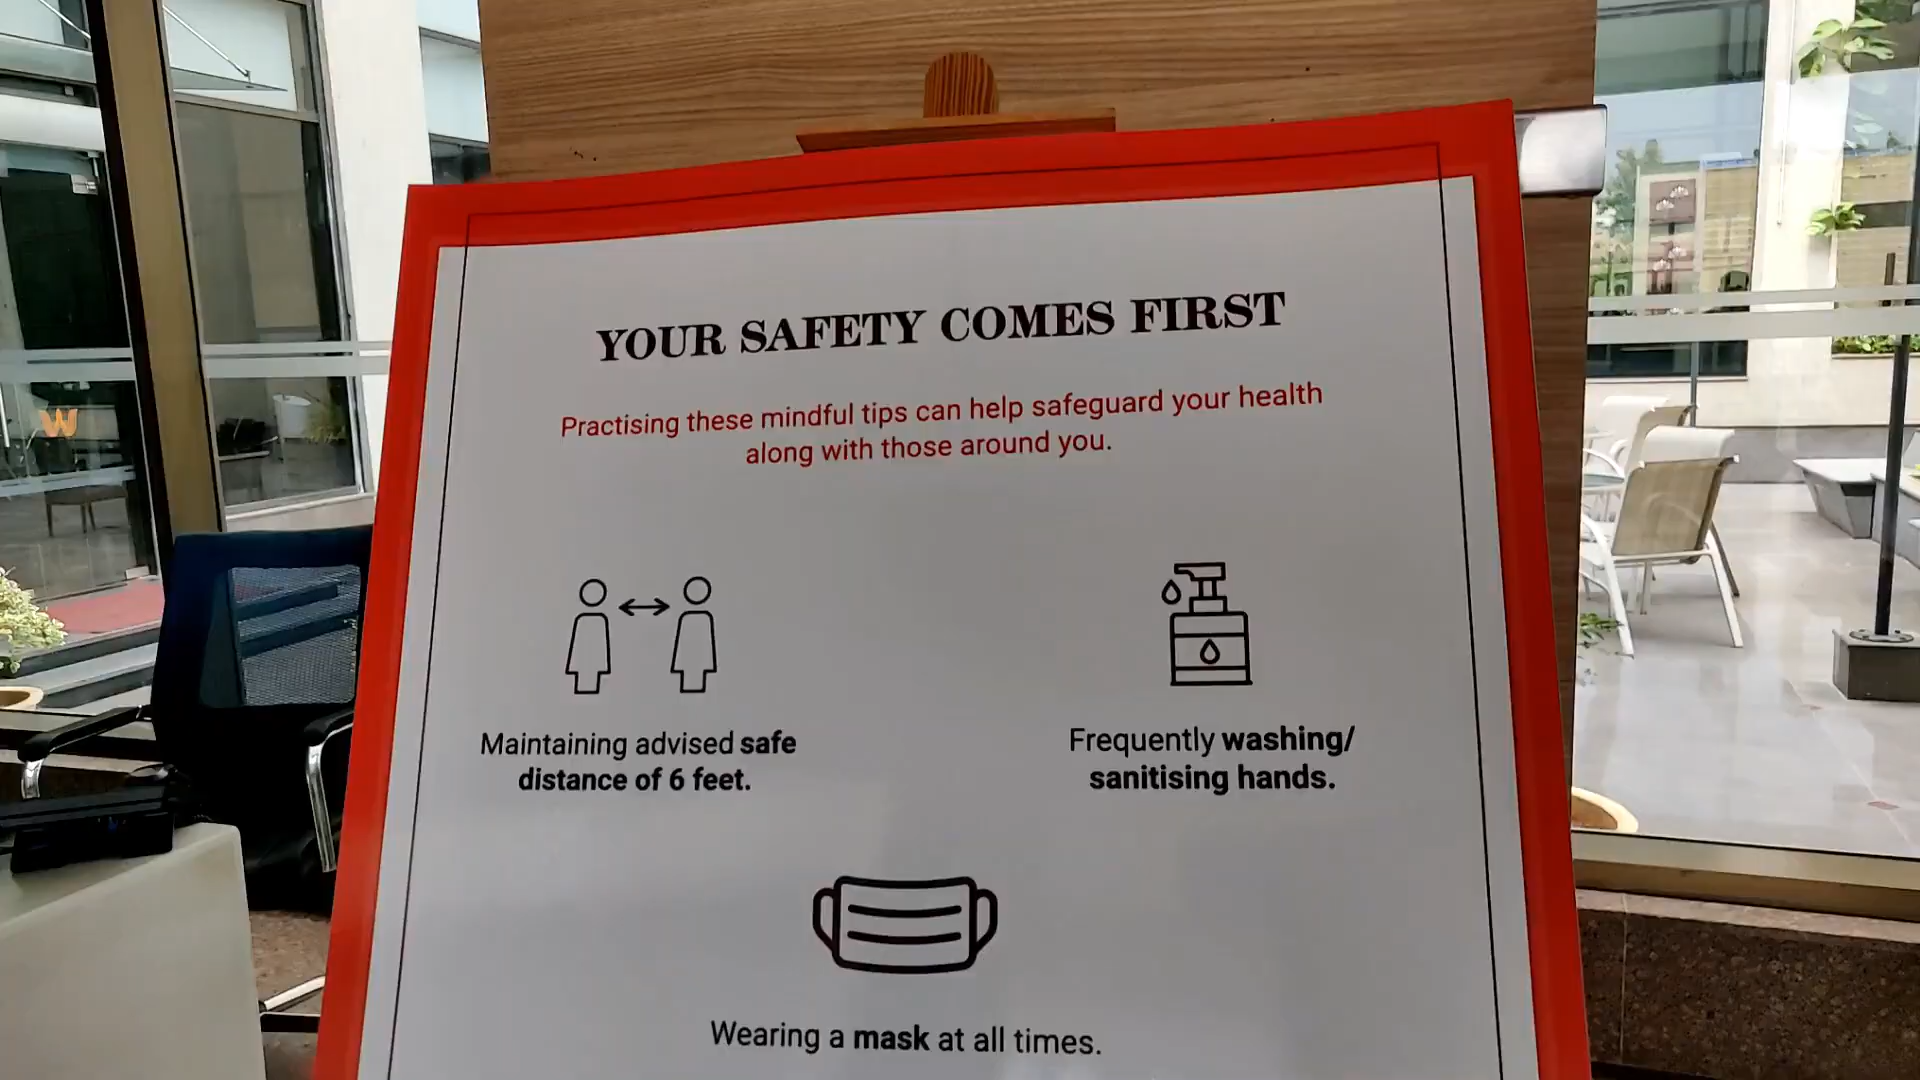 YOUR SAFETY COMES FIRST
Practising these mindful tips can help safeguard your health
along with those around you.
Maintaining advised safe
distance of 6 feet.
Frequently washing/
sanitising hands.
Wearing a mask at all times.
W